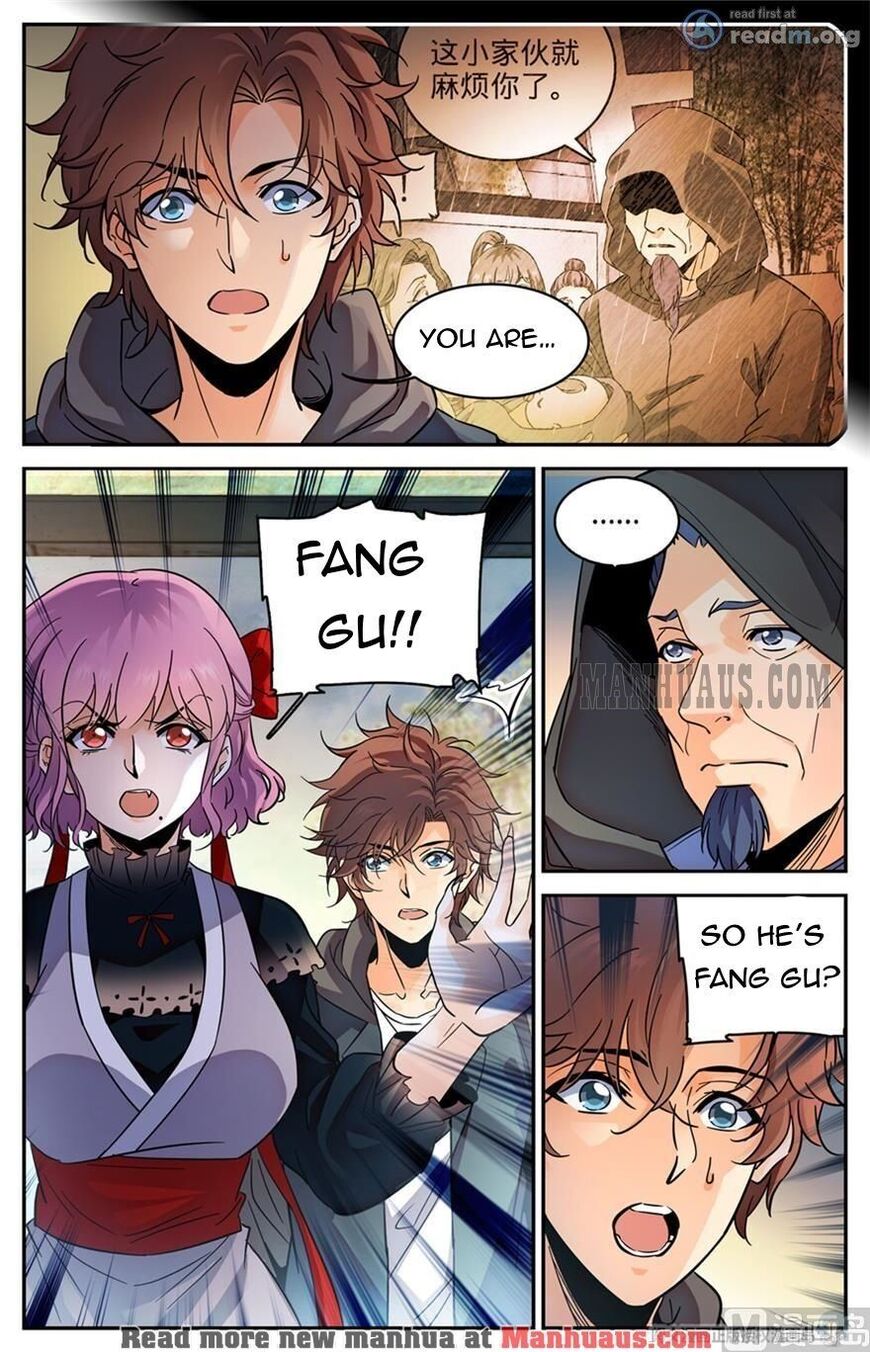 read first at
readm.org
这小家伙就
麻烦你了。
!
YOU ARE...
FANG
GU!!
......
MANHUAUS.COM
SO HE'S
FANG GU?
Read more new manhua at Manhuaus.com